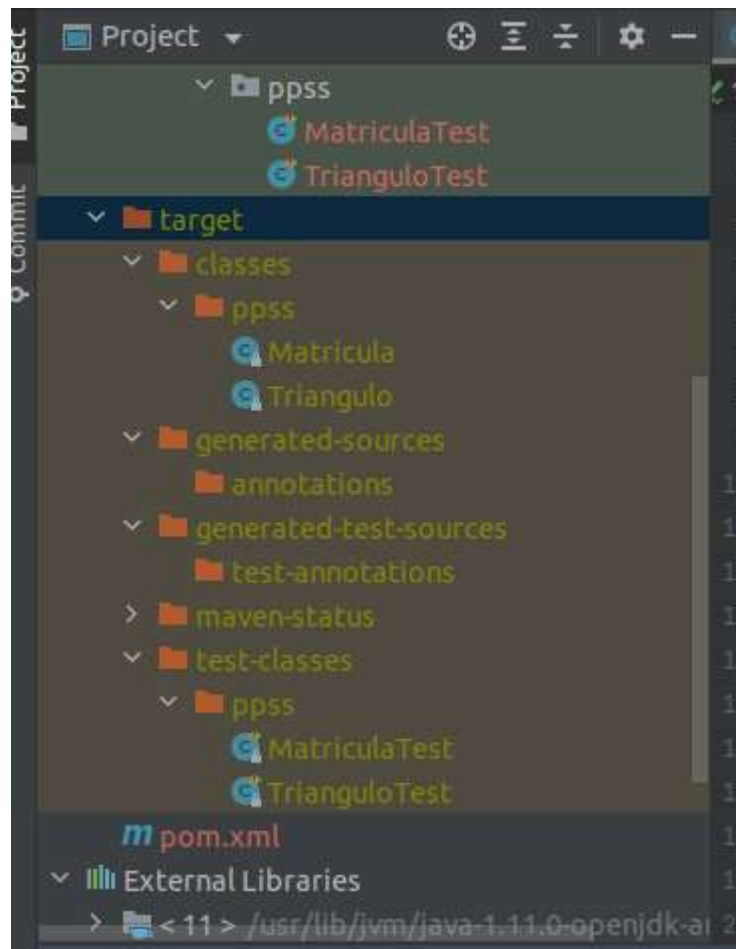 Project
Project
Commit
ppss
MatriculaTest
TrianguloTest
target
classes
ppss
Matricula
Triangulo
generated-sources
annotations
generated-test-sources
test-annotations
maven-status
test-classes
ppss
MatriculaTest
TrianguloTest
pom.xml
External Libraries
< 11 > /usr/lib/jvm/java-1.11.0-openjdk-